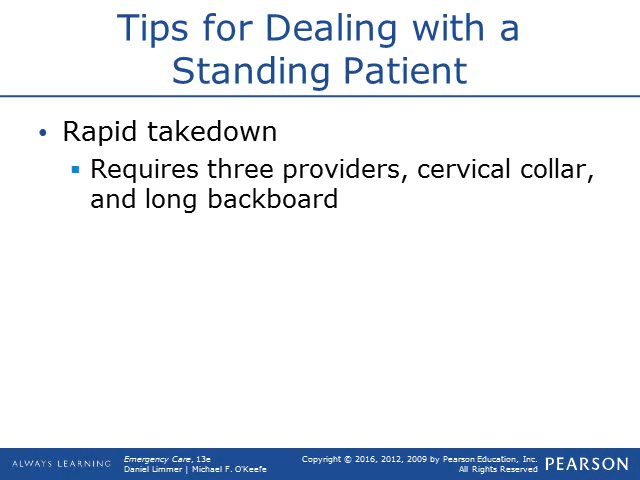 Tips for Dealing with a
Standing Patient
• Rapid takedown
▪ Requires three providers, cervical collar,
and long backboard
ALWAYS LEARNING
Emergency Care, 13e
Daniel Limmer | Michael F. O'Keefe
Copyright © 2016, 2012, 2009 by Pearson Education, Inc.
All Rights Reserved
PEARSON